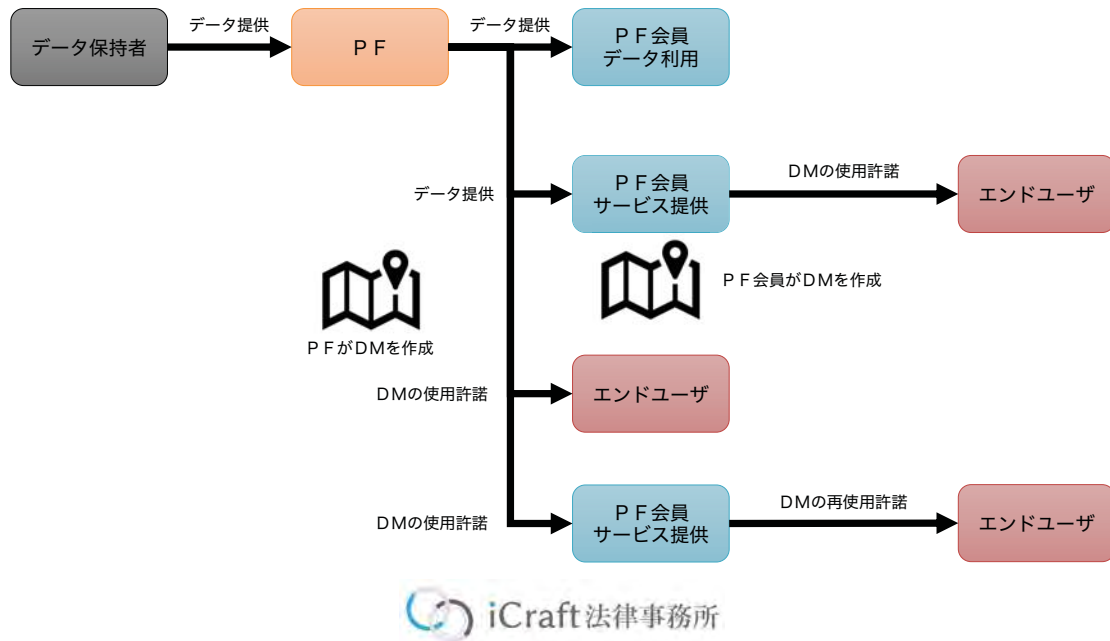 データ提供
データ提供
データ保持者
ＰＦ
ＰＦ会員
データ利用
データ提供
ＰＦ会員
サービス提供
DMの使用許諾
エンドユーザ
ＰＦ会員がDMを作成
ＰＦがDMを作成
DMの使用許諾
エンドユーザ
DMの使用許諾
ＰＦ会員
サービス提供
DMの再使用許諾
エンドユーザ
iCraft法律事務所